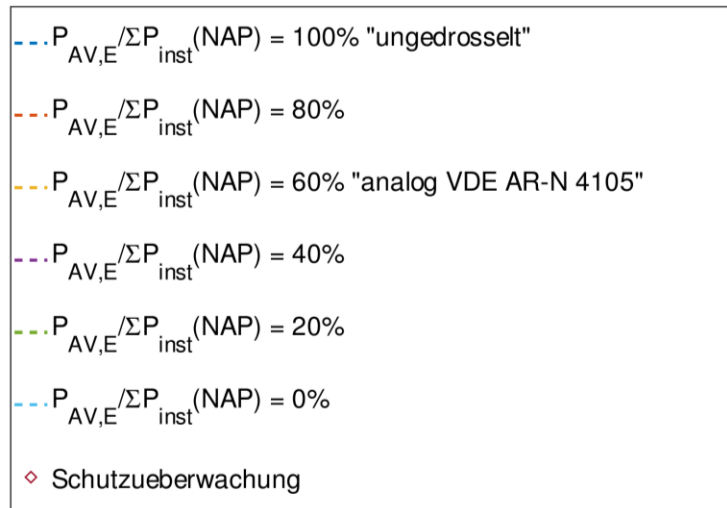 P_AV,E/ΣP_inst(NAP) = 100% "ungedrosselt"
P_AV,E/ΣP_inst(NAP) = 80%
P_AV,E/ΣP_inst(NAP) = 60% "analog VDE AR-N 4105"
P_AV,E/ΣP_inst(NAP) = 40%
P_AV,E/ΣP_inst(NAP) = 20%
P_AV,E/ΣP_inst(NAP) = 0%
Schutzueberwachung